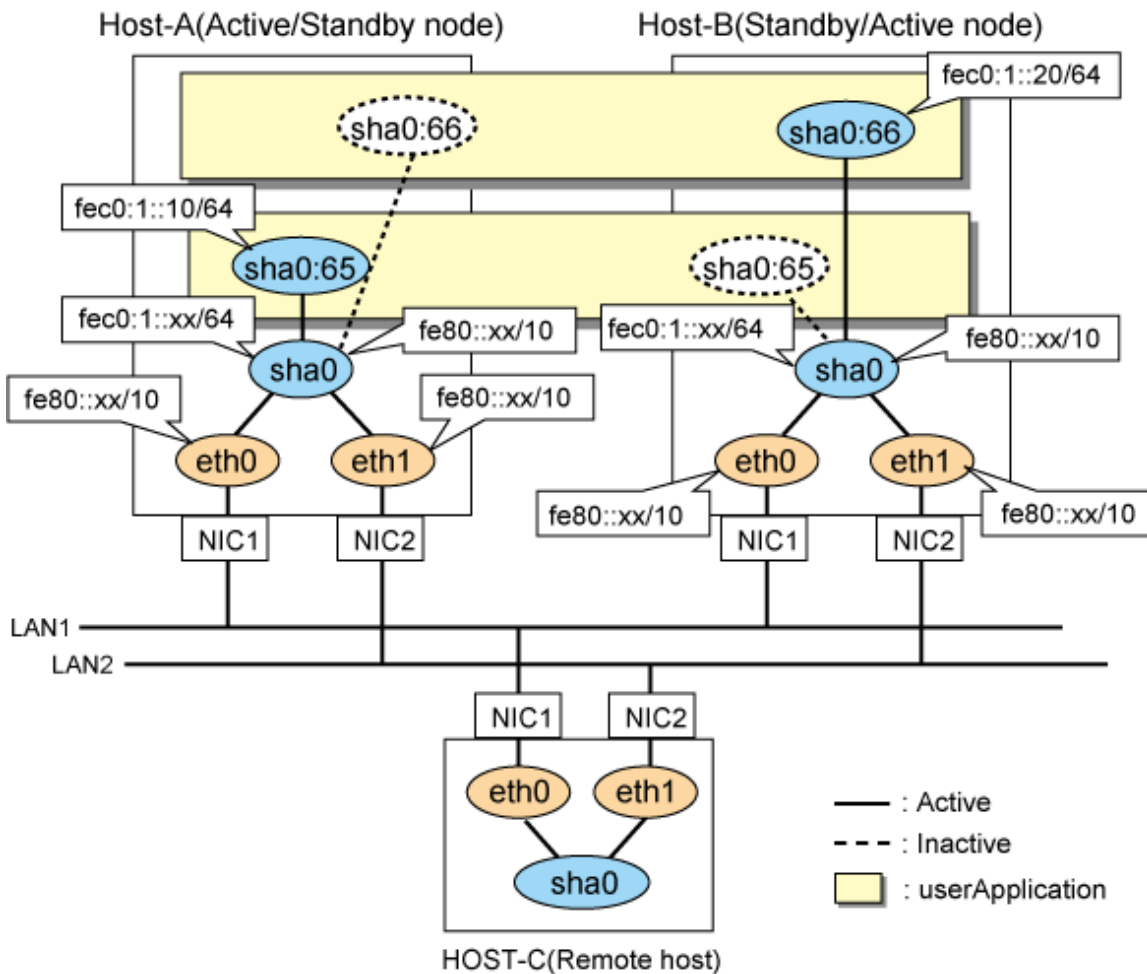 Host-A(Active/Standby node)
Host-B(Standby/Active node)
fec0:1::20/64
sha0:66
sha0:66
fec0:1::10/64
sha0:65
sha0:65
fec0:1::xx/64
fe80::xx/10
fec0:1::xx/64
fe80::xx/10
sha0
sha0
fe80::xx/10
fe80::xx/10
eth0
eth1
eth0
eth1
fe80::xx/10
fe80::xx/10
NIC1
NIC2
NIC1
NIC2
LAN1
LAN2
NIC1
NIC2
eth0
eth1
sha0
: Active
: Inactive
: userApplication
HOST-C(Remote host)